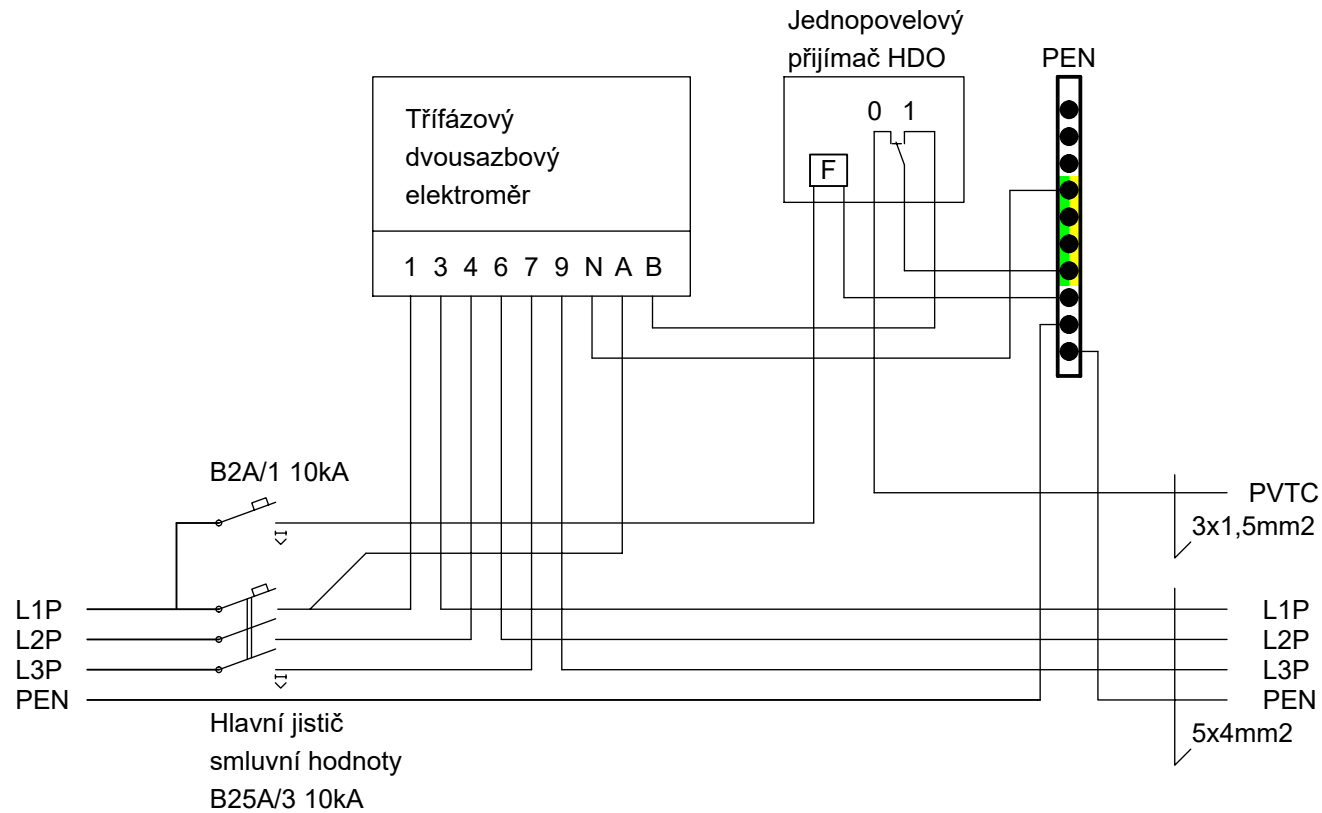 Jednopovelový
přijímač HDO
PEN
0 1
F
Třífázový
dvousazbový
elektroměr
1 3 4 6 7 9 N A B
B2A/1 10kA
PVTC
3x1,5mm2
L1P
L2P
L3P
PEN
L1P
L2P
L3P
PEN
5x4mm2
Hlavní jistič
smluvní hodnoty
B25A/3 10kA